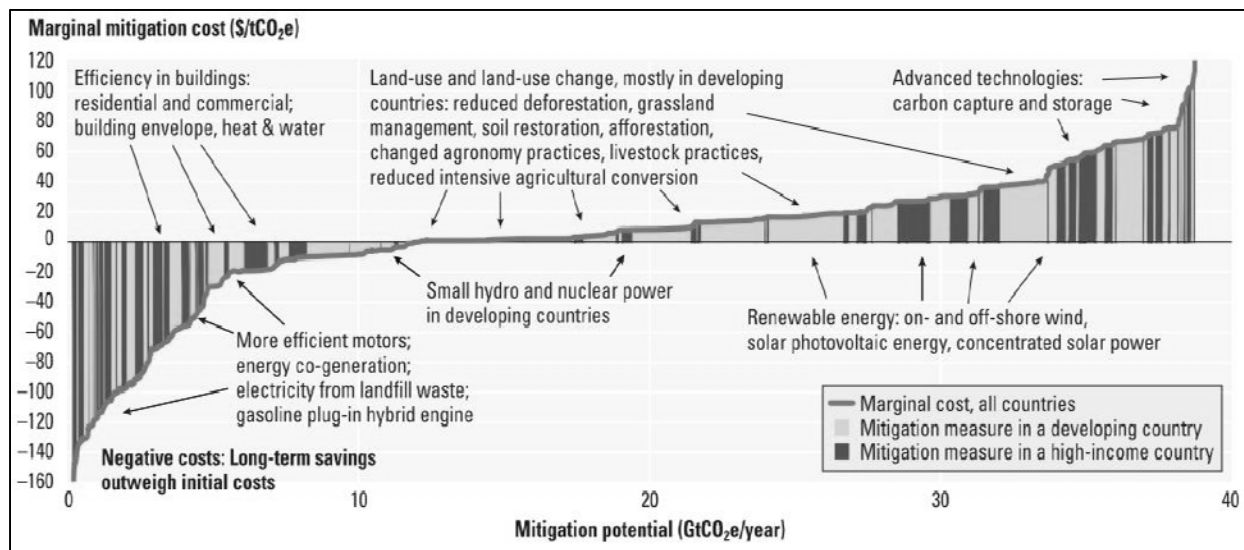 Marginal mitigation cost ($/tCO₂e)
120
100
80
60
40
20
0
−20
−40
−60
−80
−100
−120
−140
−160
Efficiency in buildings:
residential and commercial;
building envelope, heat & water
Land-use and land-use change, mostly in developing
countries: reduced deforestation, grassland
management, soil restoration, afforestation,
changed agronomy practices, livestock practices,
reduced intensive agricultural conversion
Advanced technologies:
carbon capture and storage
Small hydro and nuclear power
in developing countries
More efficient motors;
energy co-generation;
electricity from landfill waste;
gasoline plug-in hybrid engine
Renewable energy: on- and off-shore wind,
solar photovoltaic energy, concentrated solar power
Negative costs: Long-term savings
outweigh initial costs
Marginal cost, all countries
Mitigation measure in a developing country
Mitigation measure in a high-income country
0
10
20
30
40
Mitigation potential (GtCO₂e/year)